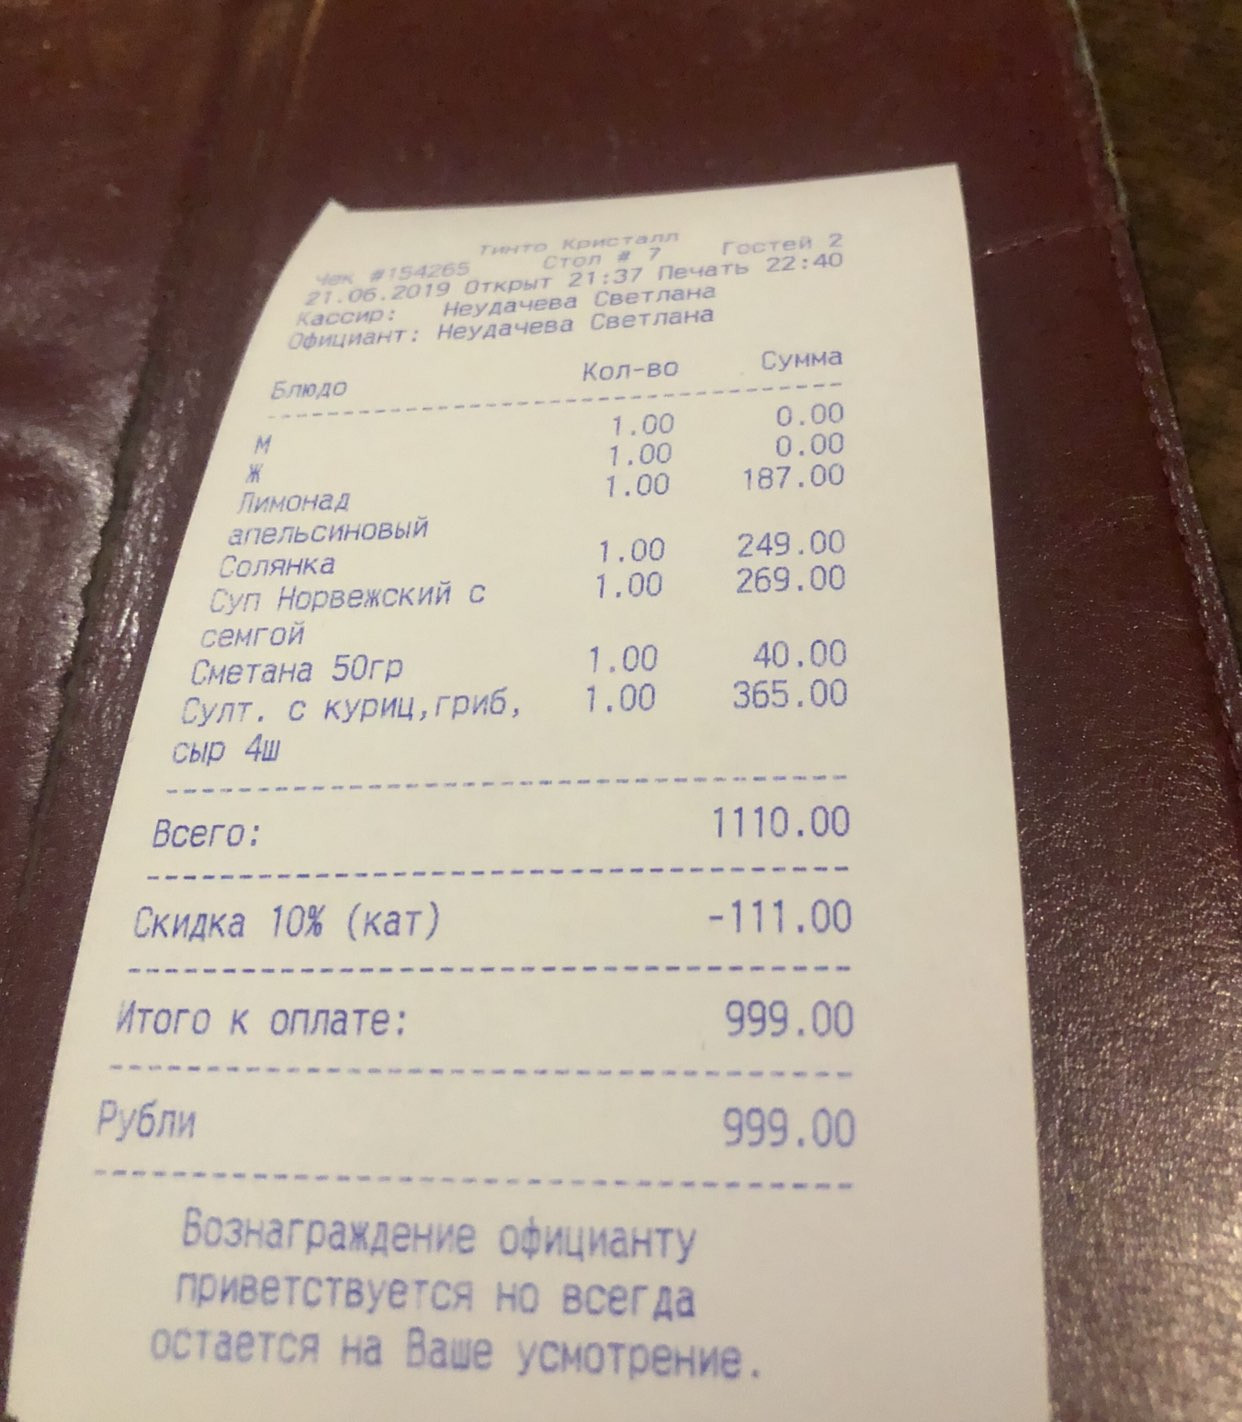 Тинто Кристалл
Чек #154265 Стол # 7 Гостей 2
21.06.2019 Открыт 21:37 Печать 22:40
Кассир: Неудачева Светлана
Официант: Неудачева Светлана
Блюдо Кол-во Сумма
М 1.00 0.00
Ж 1.00 0.00
Лимонад 1.00 187.00
апельсиновый
Солянка 1.00 249.00
Суп Норвежский с 1.00 269.00
семгой
Сметана 50гр 1.00 40.00
Султ. с куриц,гриб, 1.00 365.00
сыр 4ш
Всего: 1110.00
Скидка 10% (кат) -111.00
Итого к оплате: 999.00
Рубли 999.00
Вознаграждение официанту
приветствуется но всегда
остается на Ваше усмотрение.